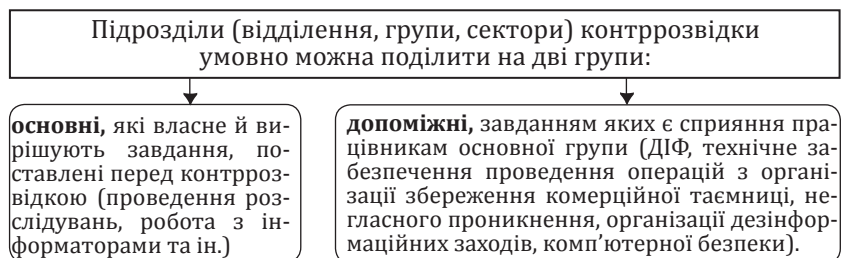 Підрозділи (відділення, групи, сектори) контррозвідки
умовно можна поділити на дві групи:
основні, які власне й ви-
рішують завдання, по-
ставлені перед контрроз-
відкою (проведення роз-
слідувань, робота з ін-
форматорами та ін.)
допоміжні, завданням яких є сприяння пра-
цівникам основної групи (ДІФ, технічне за-
безпечення проведення операцій з органі-
зації збереження комерційної таємниці, не-
гласного проникнення, організації дезінфор-
маційних заходів, комп’ютерної безпеки).